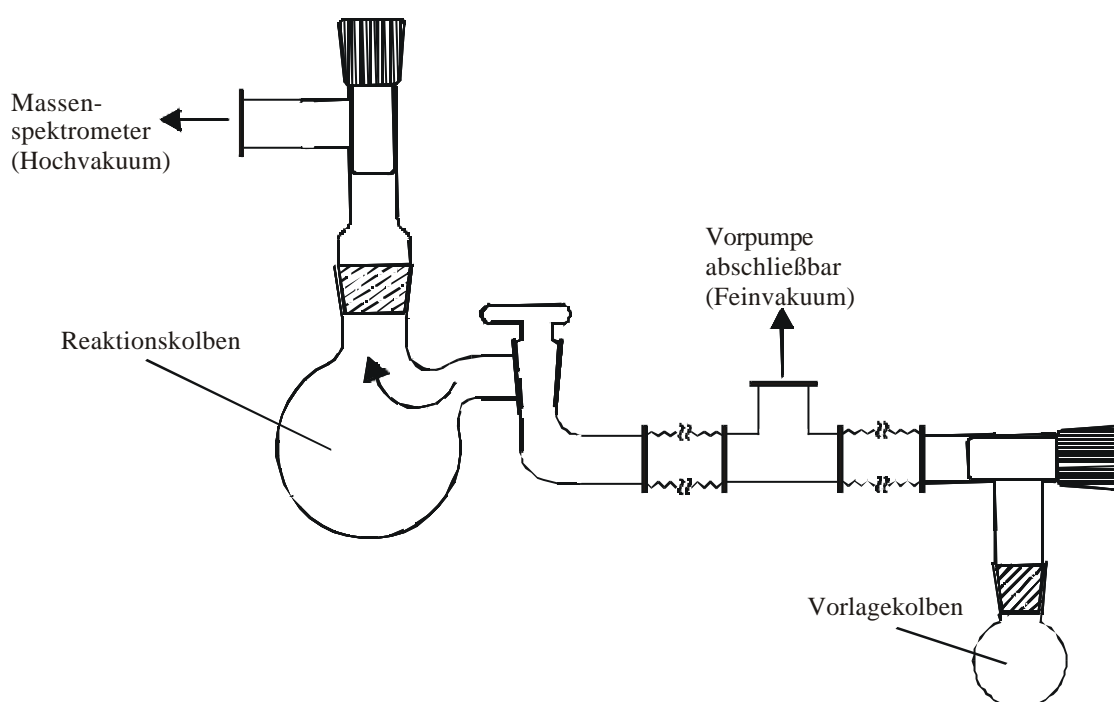 Massen-
spektrometer
(Hochvakuum)
Vorpumpe
abschließbar
(Feinvakuum)
Reaktionskolben
Vorlagekolben